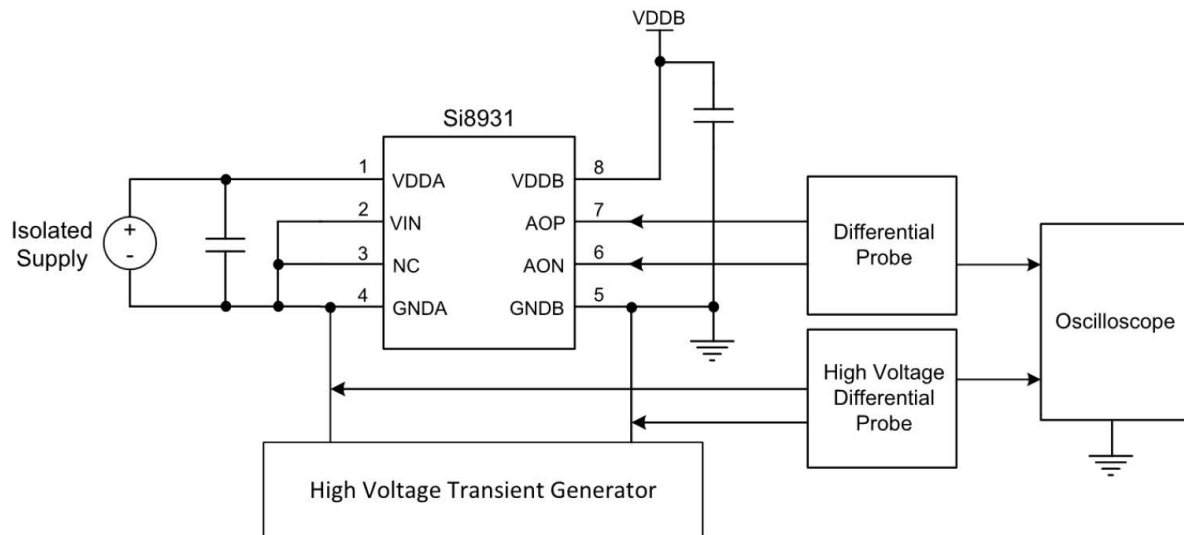 VDDB
Si8931
1
VDDA
VDDB
8
2
VIN
AOP
7
3
NC
AON
6
4
GNDA
GNDB
5
Isolated
Supply
+
-
Differential
Probe
High Voltage
Differential
Probe
Oscilloscope
High Voltage Transient Generator